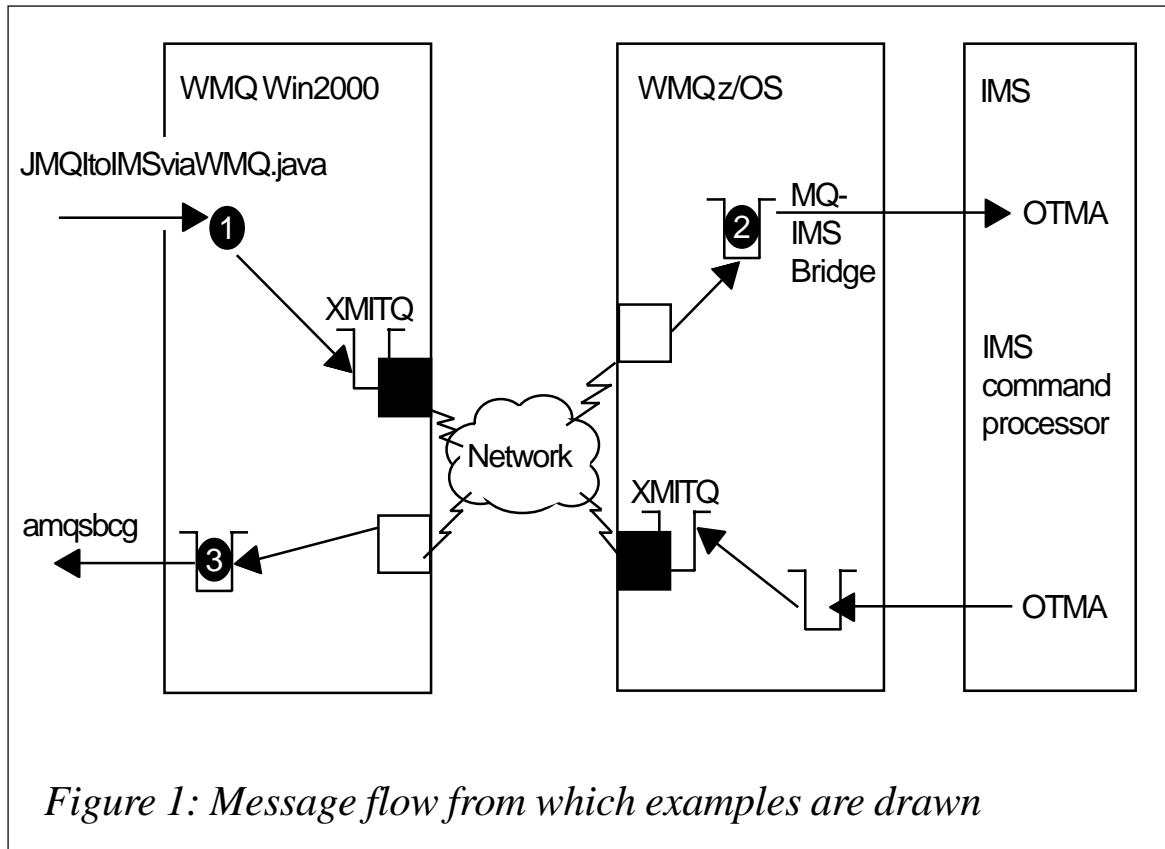 WMQ Win2000
WMQ z/OS
IMS
JMQItoIMSviaWMQ.java
1
2
MQ-
IMS
Bridge
OTMA
XMITQ
IMS
command
processor
Network
XMITQ
amqsbcg
3
OTMA
Figure 1: Message flow from which examples are drawn